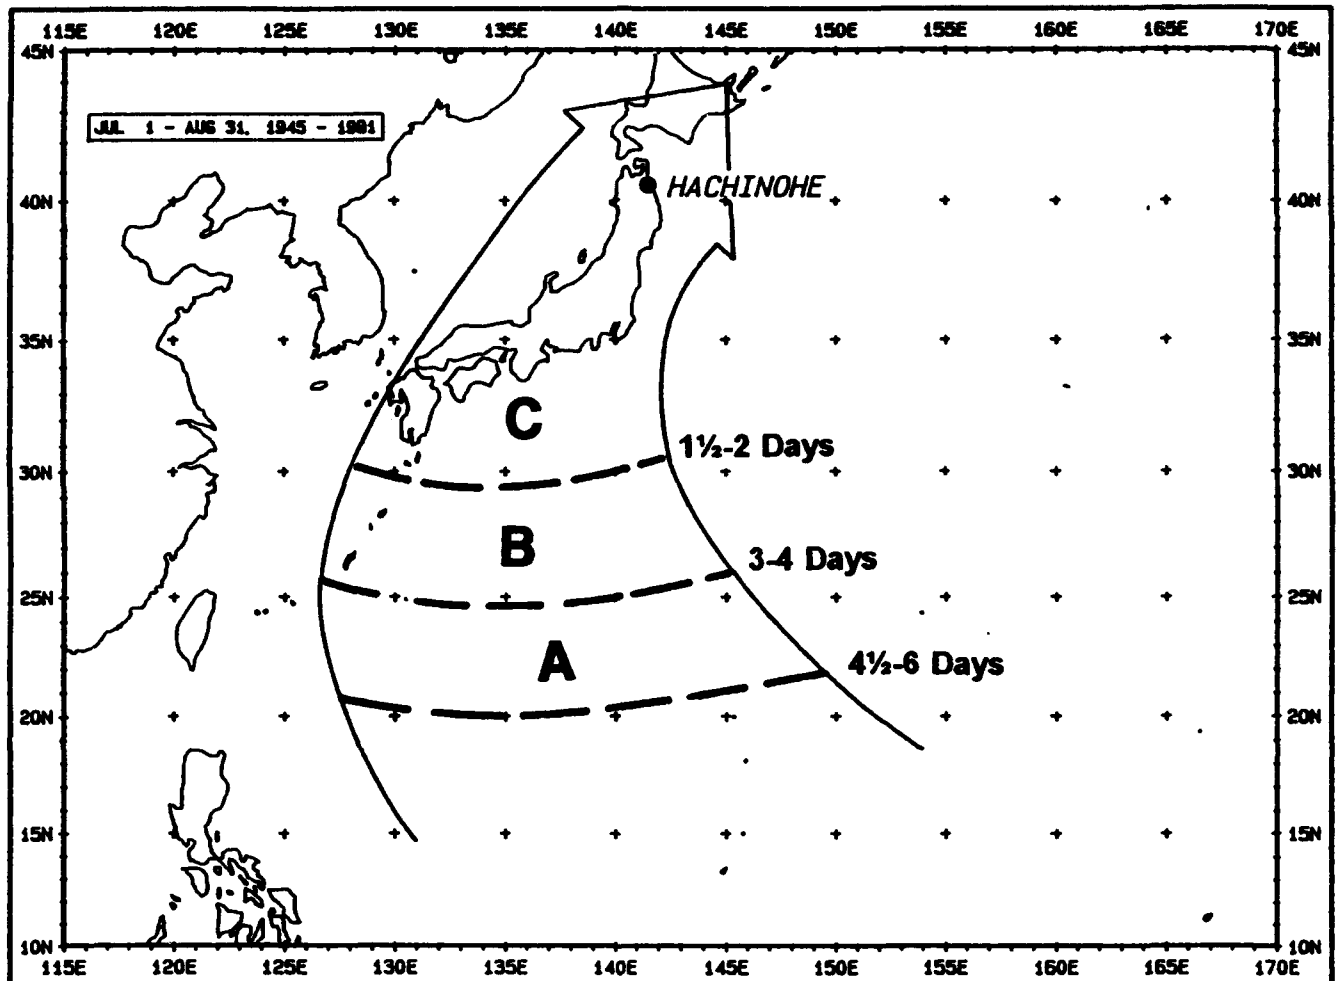 115E 120E 125E 130E 135E 140E 145E 150E 155E 160E 165E 170E
45N 45N
JUL 1 - AUG 31, 1945 - 1991
HACHINOHE
40N 40N
35N 35N
C
1½-2 Days
30N 30N
B
3-4 Days
25N 25N
A
4½-6 Days
20N 20N
15N 15N
10N 10N
115E 120E 125E 130E 135E 140E 145E 150E 155E 160E 165E 170E